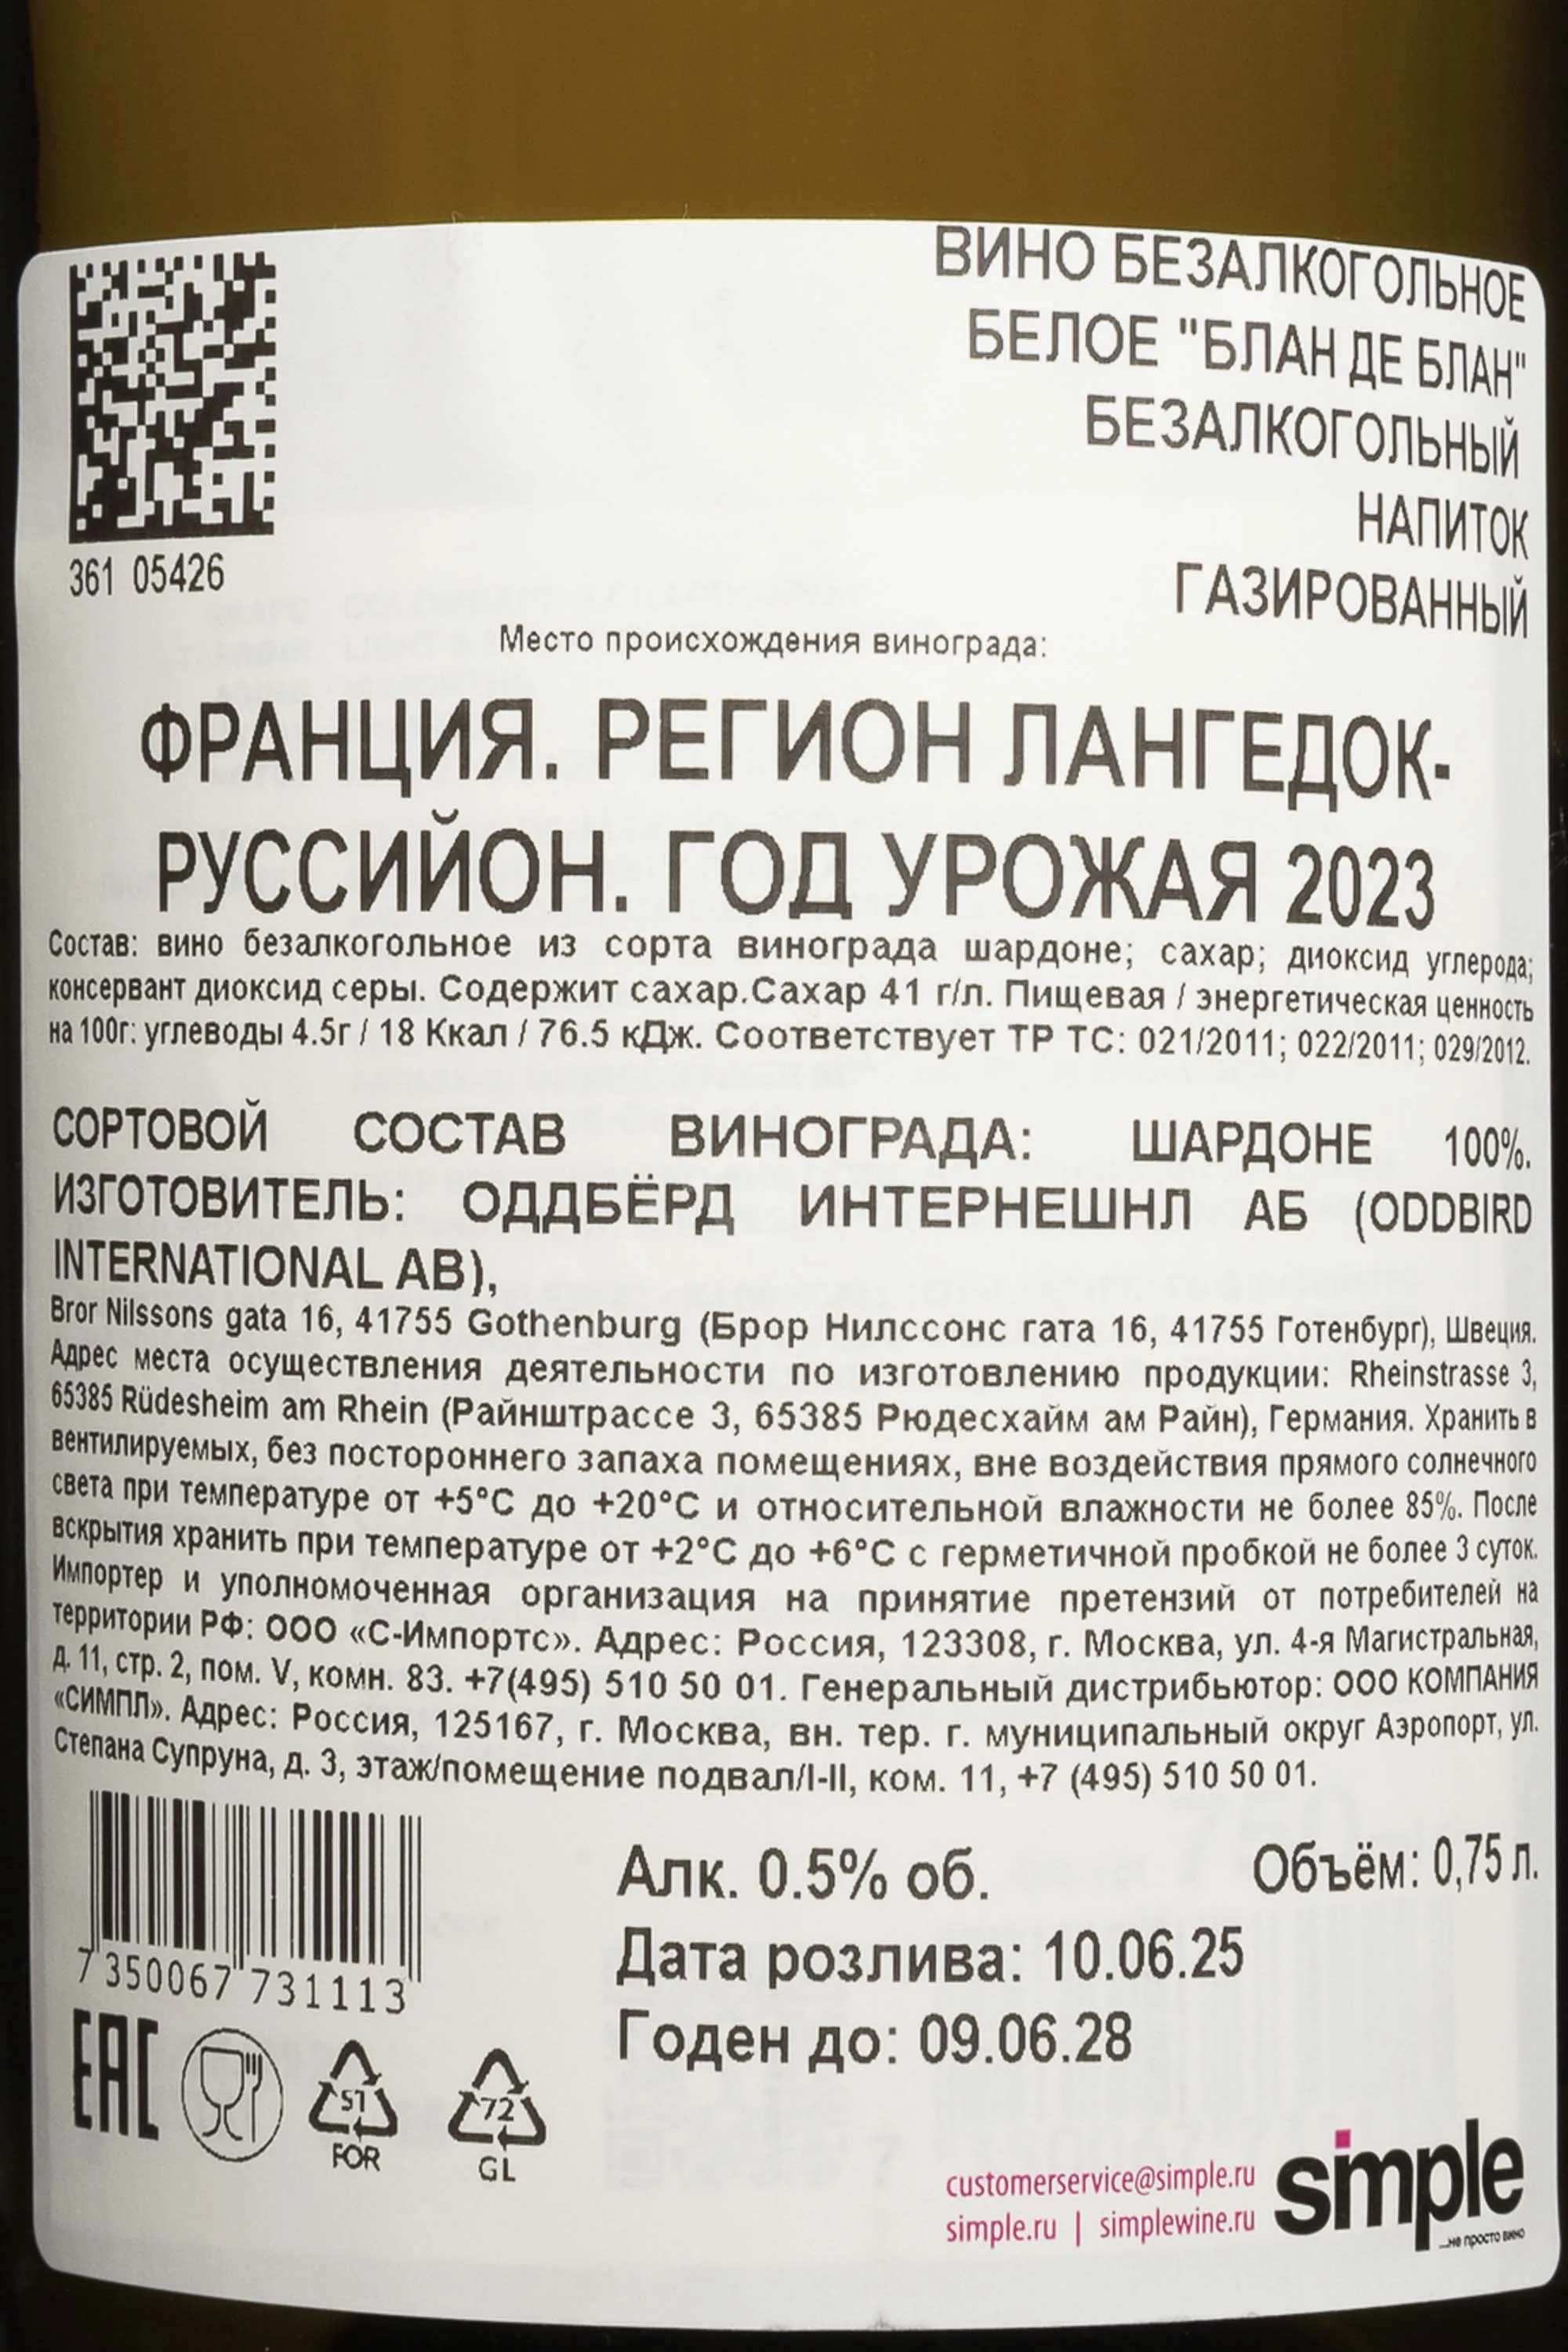 ВИНО БЕЗАЛКОГОЛЬНОЕ
БЕЛОЕ "БЛАН ДЕ БЛАН"
БЕЗАЛКОГОЛЬНЫЙ
НАПИТОК
ГАЗИРОВАННЫЙ
361 05426
Место происхождения винограда:
ФРАНЦИЯ. РЕГИОН ЛАНГЕДОК-
РУССИЙОН. ГОД УРОЖАЯ 2023
Состав: вино безалкогольное из сорта винограда шардоне; сахар; диоксид углерода;
консервант диоксид серы. Содержит сахар.Сахар 41 г/л. Пищевая / энергетическая ценность
на 100г: углеводы 4.5г / 18 Ккал / 76.5 кДж. Соответствует ТР ТС: 021/2011; 022/2011; 029/2012.
СОРТОВОЙ СОСТАВ ВИНОГРАДА: ШАРДОНЕ 100%.
ИЗГОТОВИТЕЛЬ: ОДДБЁРД ИНТЕРНЕШНЛ АБ (ODDBIRD
INTERNATIONAL AB),
Bror Nilssons gata 16, 41755 Gothenburg (Брор Нилссонс гата 16, 41755 Готенбург), Швеция.
Адрес места осуществления деятельности по изготовлению продукции: Rheinstrasse 3,
65385 Rüdesheim am Rhein (Райнштрассе 3, 65385 Рюдесхайм ам Райн), Германия. Хранить в
вентилируемых, без постороннего запаха помещениях, вне воздействия прямого солнечного
света при температуре от +5°С до +20°С и относительной влажности не более 85%. После
вскрытия хранить при температуре от +2°С до +6°С с герметичной пробкой не более 3 суток.
Импортер и уполномоченная организация на принятие претензий от потребителей на
территории РФ: ООО «С-Импортс». Адрес: Россия, 123308, г. Москва, ул. 4-я Магистральная,
д. 11, стр. 2, пом. V, комн. 83. +7(495) 510 50 01. Генеральный дистрибьютор: ООО КОМПАНИЯ
«СИМПЛ». Адрес: Россия, 125167, г. Москва, вн. тер. г. муниципальный округ Аэропорт, ул.
Степана Супруна, д. 3, этаж/помещение подвал/I-II, ком. 11, +7 (495) 510 50 01.
Алк. 0.5% об. Объём: 0,75 л.
Дата розлива: 10.06.25
Годен до: 09.06.28
7 350067 731113
EAC
51
FOR
72
GL
customerservice@simple.ru
simple.ru | simplewine.ru
simple
...не просто вино